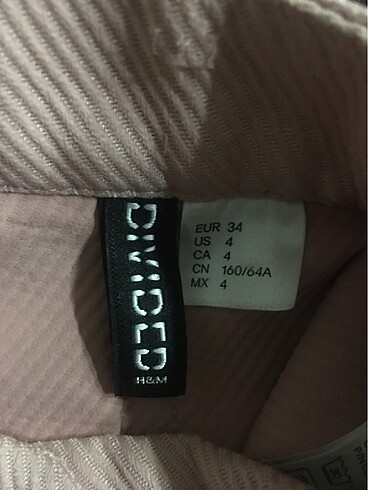 DIVIDED
H&M
EUR 34
US 4
CA 4
CN 160/64A
MX 4